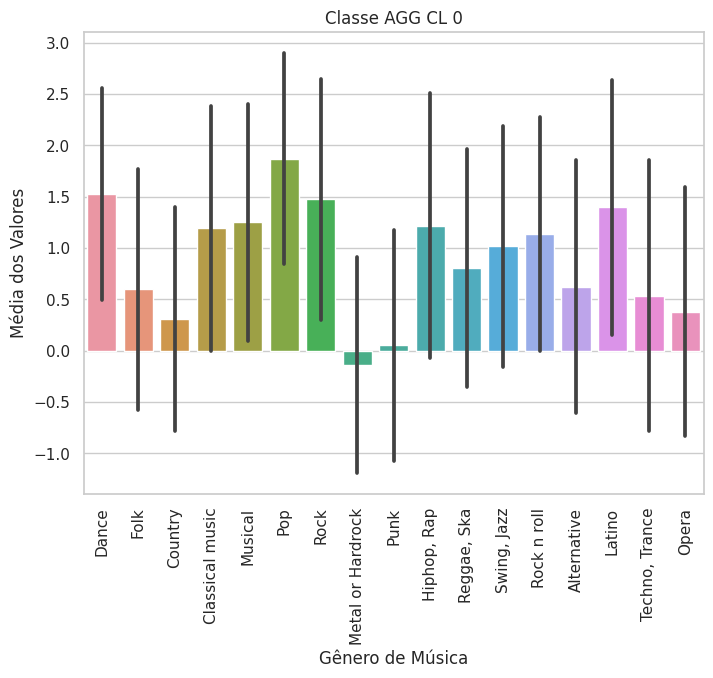 Classe AGG CL 0
Média dos Valores
3.0
2.5
2.0
1.5
1.0
0.5
0.0
−0.5
−1.0
Dance
Folk
Country
Classical music
Musical
Pop
Rock
Metal or Hardrock
Punk
Hiphop, Rap
Reggae, Ska
Swing, Jazz
Rock n roll
Alternative
Latino
Techno, Trance
Opera
Gênero de Música